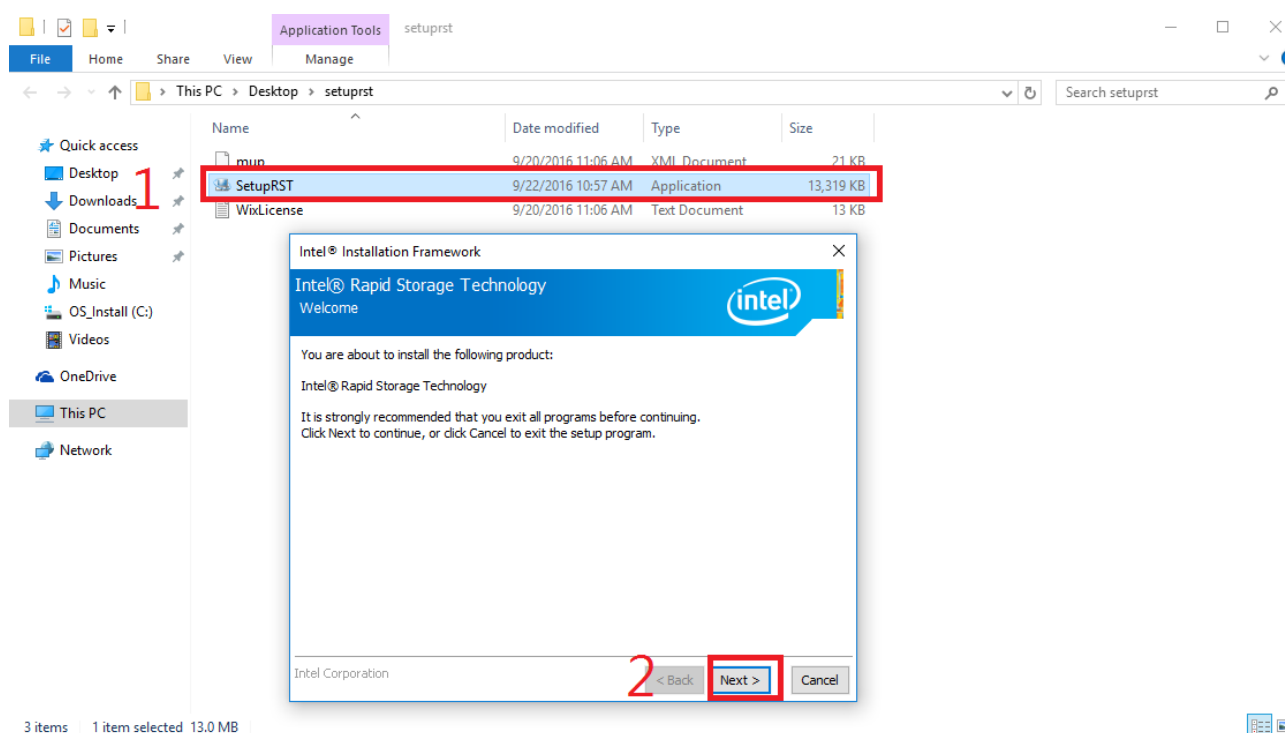 Application Tools setuprst
File Home Share View Manage
This PC > Desktop > setuprst Search setuprst
Name Date modified Type Size
Quick access
Desktop
Downloads
Documents
Pictures
Music
OS_Install (C:)
Videos
OneDrive
This PC
Network
1
mup 9/20/2016 11:06 AM XML Document 21 KB
SetupRST 9/22/2016 10:57 AM Application 13,319 KB
WixLicense 9/20/2016 11:06 AM Text Document 13 KB
Intel® Installation Framework
Intel® Rapid Storage Technology
Welcome
intel
You are about to install the following product:
Intel® Rapid Storage Technology
It is strongly recommended that you exit all programs before continuing.
Click Next to continue, or click Cancel to exit the setup program.
Intel Corporation
2
< Back Next > Cancel
3 items 1 item selected 13.0 MB